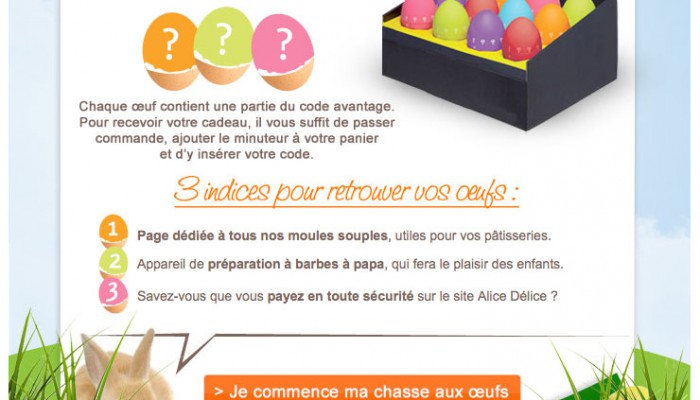 ? ? ?
Chaque œuf contient une partie du code avantage.
Pour recevoir votre cadeau, il vous suffit de passer
commande, ajouter le minuteur à votre panier
et d'y insérer votre code.
3 indices pour retrouver vos œufs :
1 Page dédiée à tous nos moules souples, utiles pour vos pâtisseries.
2 Appareil de préparation à barbes à papa, qui fera le plaisir des enfants.
3 Savez-vous que vous payez en toute sécurité sur le site Alice Délice ?
> Je commence ma chasse aux œufs